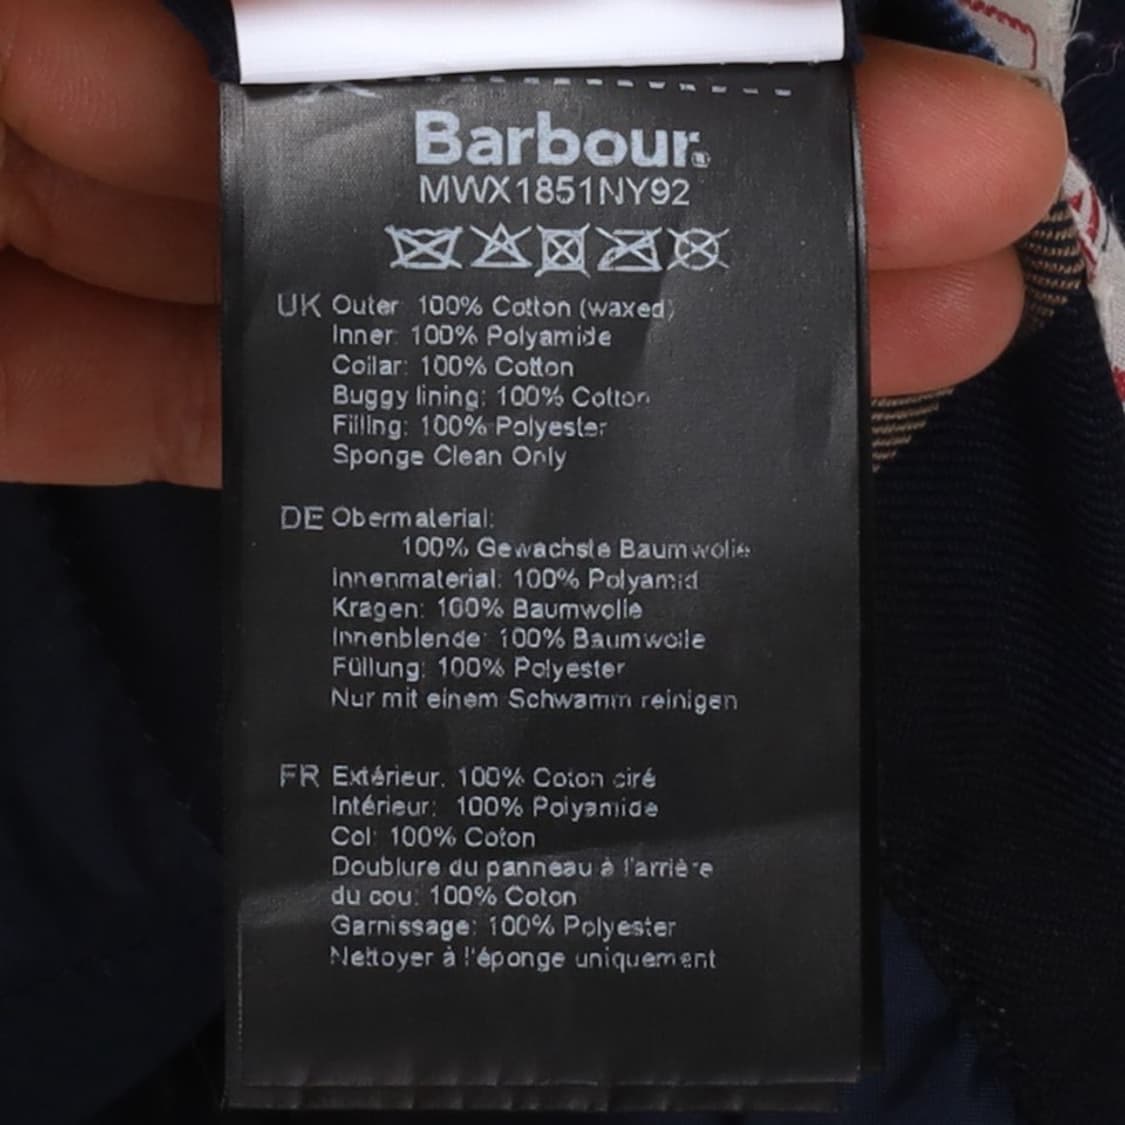 Barbour
MWX1851NY92
UK Outer: 100% Cotton (waxed)
Inner: 100% Polyamide
Collar: 100% Cotton
Buggy lining: 100% Cotton
Filling: 100% Polyester
Sponge Clean Only
DE Obermaterial:
100% Gewachste Baumwolle
Innenmaterial: 100% Polyamid
Kragen: 100% Baumwolle
Innenblende: 100% Baumwolle
Füllung: 100% Polyester
Nur mit einem Schwamm reinigen
FR Extérieur: 100% Coton ciré
Intérieur: 100% Polyamide
Col: 100% Coton
Doublure du panneau à l'arrière
du cou: 100% Coton
Garnissage: 100% Polyester
Nettoyer à l'éponge uniquement